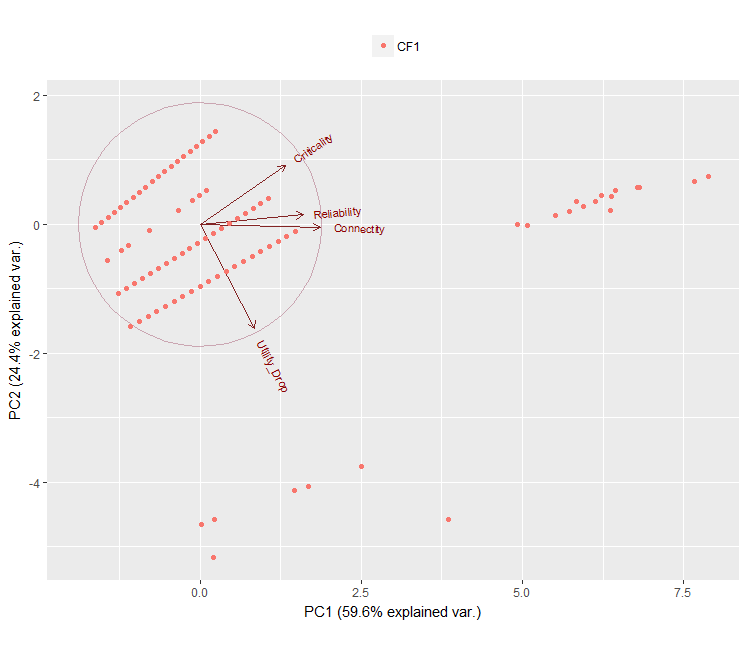 CF1
2
0
-2
-4
PC2 (24.4% explained var.)
Criticality
Reliability
Connectity
Utility_Drop
0.0 2.5 5.0 7.5
PC1 (59.6% explained var.)